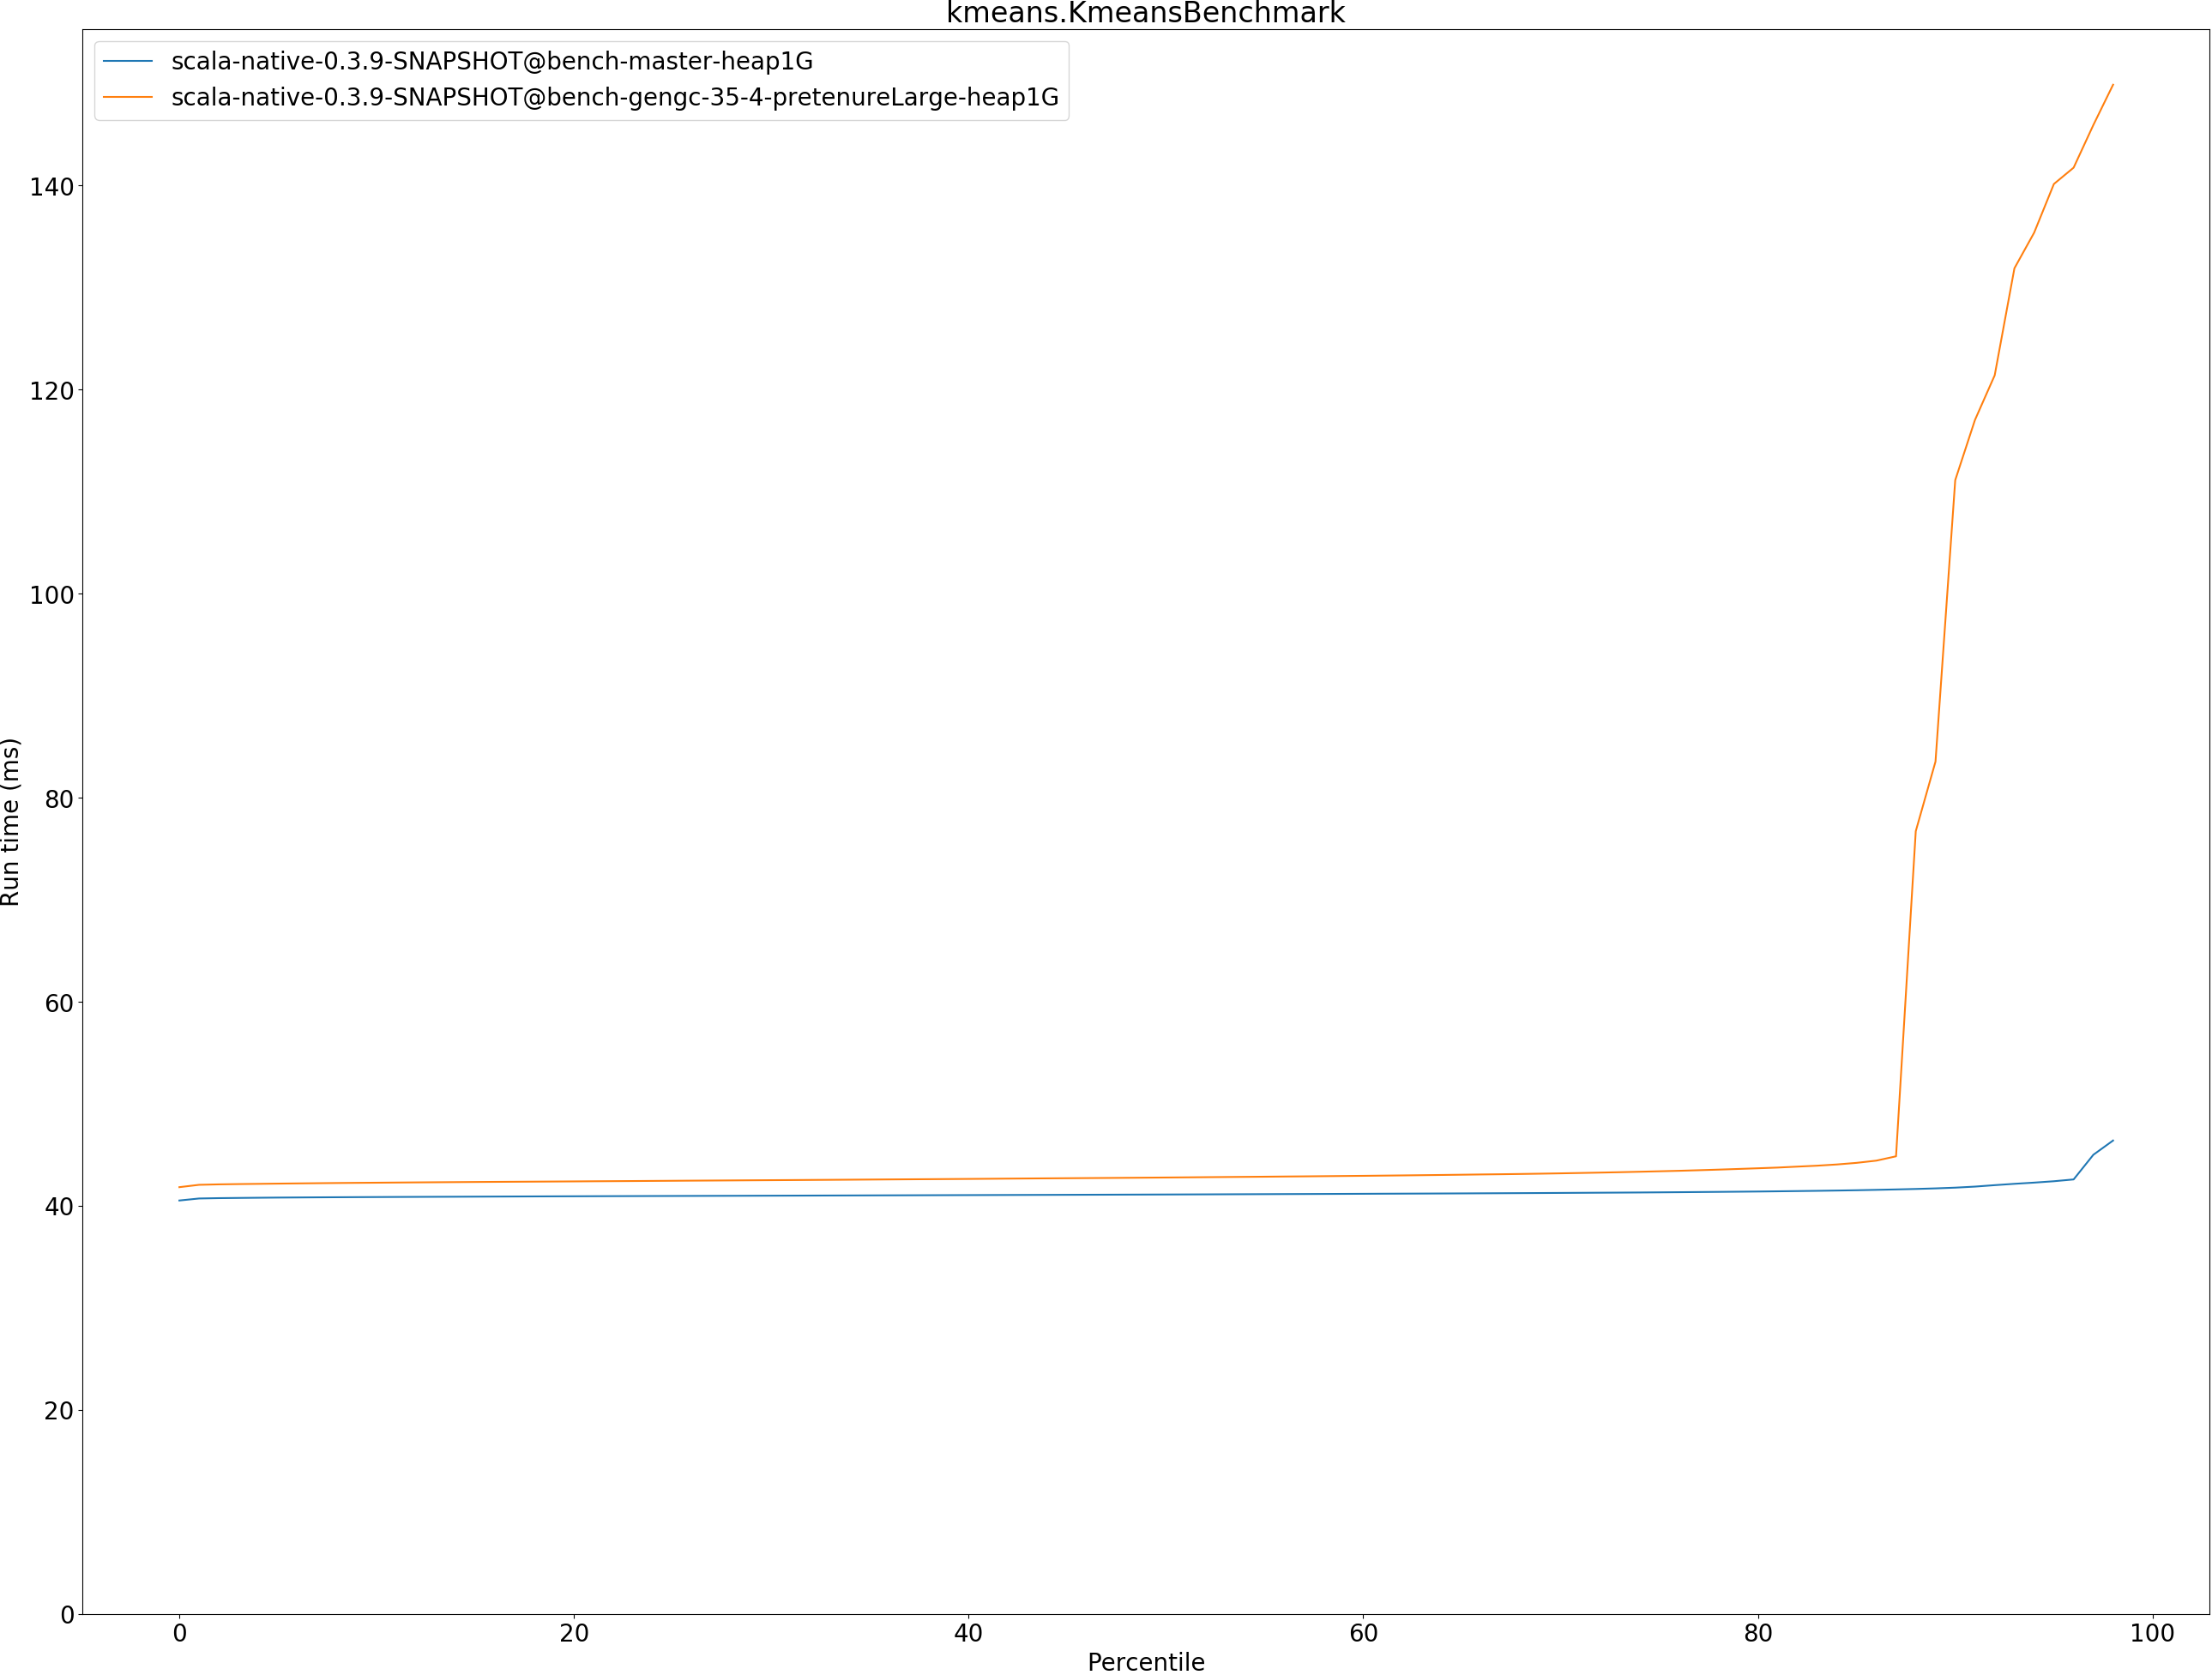 kmeans.KmeansBenchmark
scala-native-0.3.9-SNAPSHOT@bench-master-heap1G
scala-native-0.3.9-SNAPSHOT@bench-gengc-35-4-pretenureLarge-heap1G
140
120
100
80
60
40
20
0
Run time (ms)
0 20 40 60 80 100
Percentile